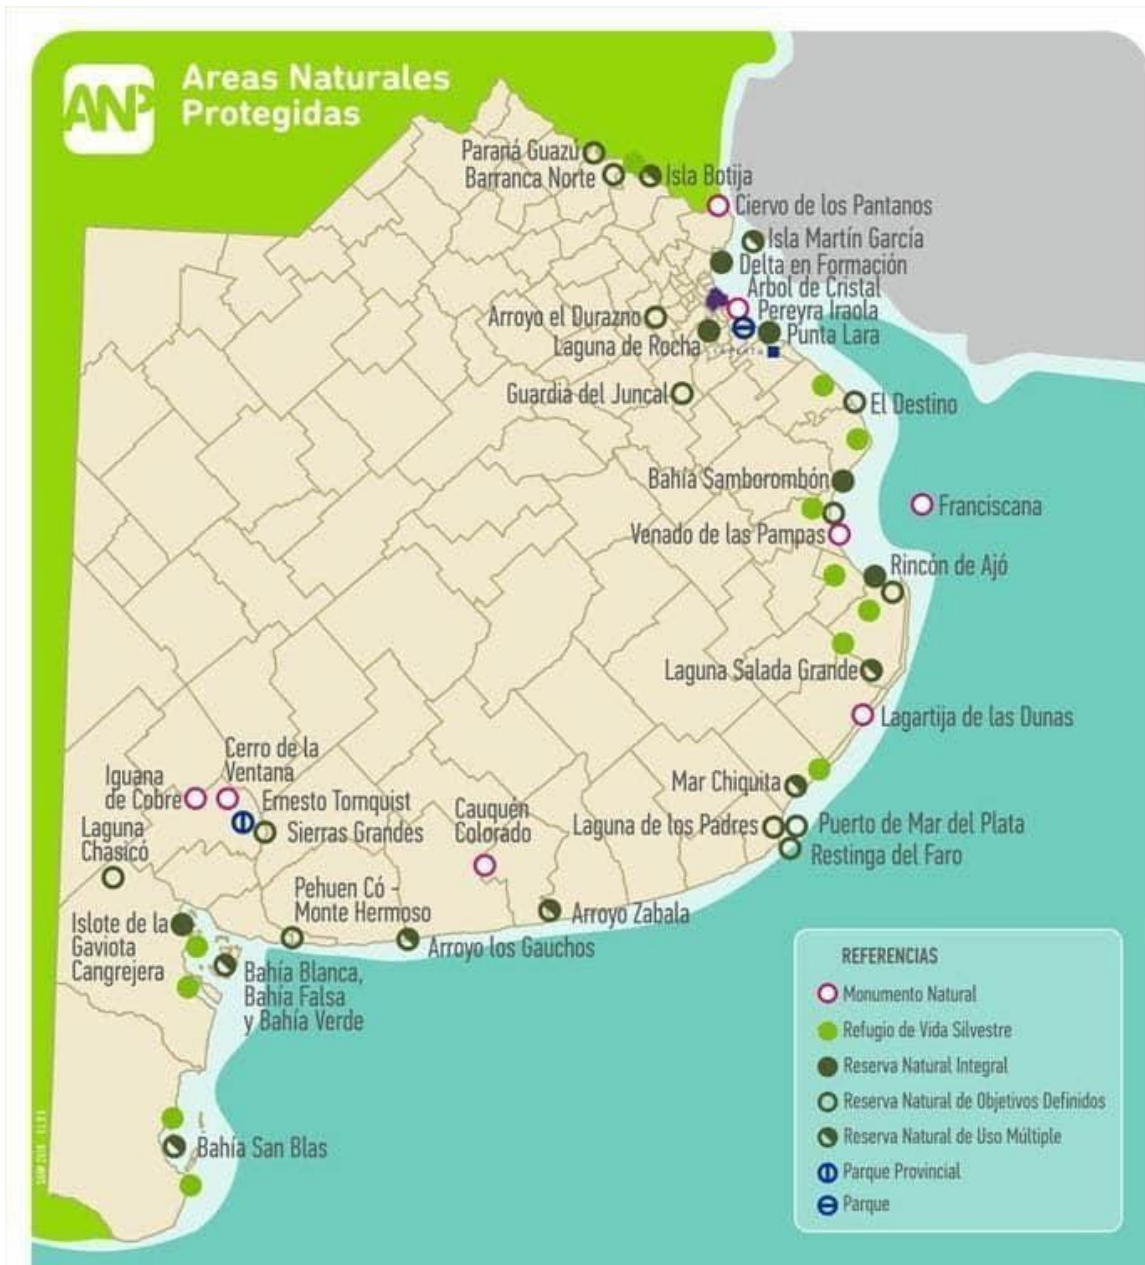 ANP
Areas Naturales
Protegidas
Paraná Guazú
Barranca Norte
Isla Botija
Ciervo de los Pantanos
Isla Martín García
Delta en Formación
Arbol de Cristal
Pereyra Iraola
Arroyo el Durazno
Punta Lara
Laguna de Rocha
Guardia del Juncal
El Destino
Bahía Samborombón
Franciscana
Venado de las Pampas
Rincón de Ajó
Laguna Salada Grande
Lagartija de las Dunas
Cerro de la
Ventana
Iguana
de Cobre
Mar Chiquita
Ernesto Tornquist
Cauquén
Colorado
Laguna
Chasicó
Sierras Grandes
Laguna de los Padres
Puerto de Mar del Plata
Restinga del Faro
Pehuen Có -
Monte Hermoso
Arroyo Zabala
Islote de la
Gaviota
Cangrejera
Arroyo los Gauchos
Bahía Blanca,
Bahía Falsa
y Bahía Verde
Bahía San Blas
REFERENCIAS
Monumento Natural
Refugio de Vida Silvestre
Reserva Natural Integral
Reserva Natural de Objetivos Definidos
Reserva Natural de Uso Múltiple
Parque Provincial
Parque